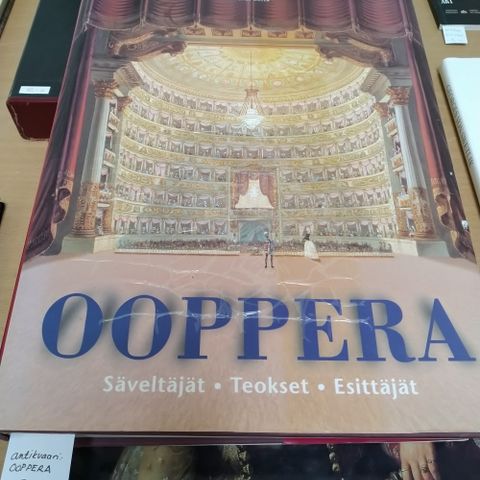 OOPPERA
Säveltäjät • Teokset • Esittäjät
antikvaari:
OOPPERA